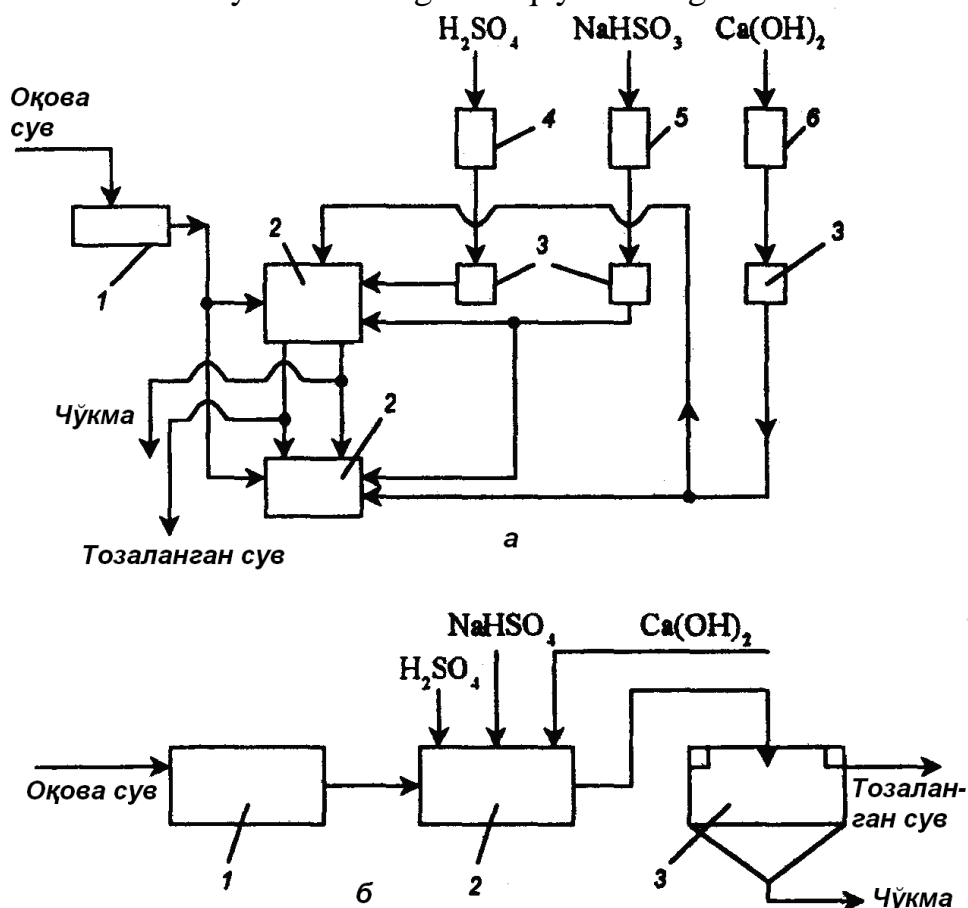 H₂SO₄ NaHSO₃ Ca(OH)₂
Оқова
сув
4 5 6
2 3 3
1
Чўкма
2
Тозаланган сув
а
NaHSO₄ Ca(OH)₂
H₂SO₄
Оқова сув
Тозалан-
ган сув
1 2 3
б
Чўкма